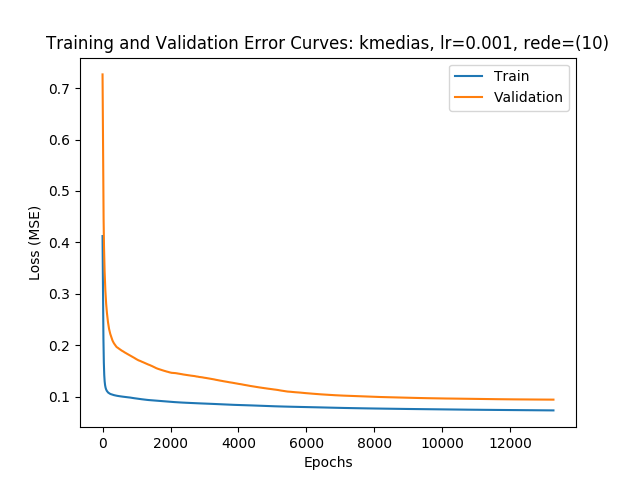 Training and Validation Error Curves: kmedias, lr=0.001, rede=(10)
Train
Validation
0.7
0.6
0.5
0.4
0.3
0.2
0.1
Loss (MSE)
0 2000 4000 6000 8000 10000 12000
Epochs